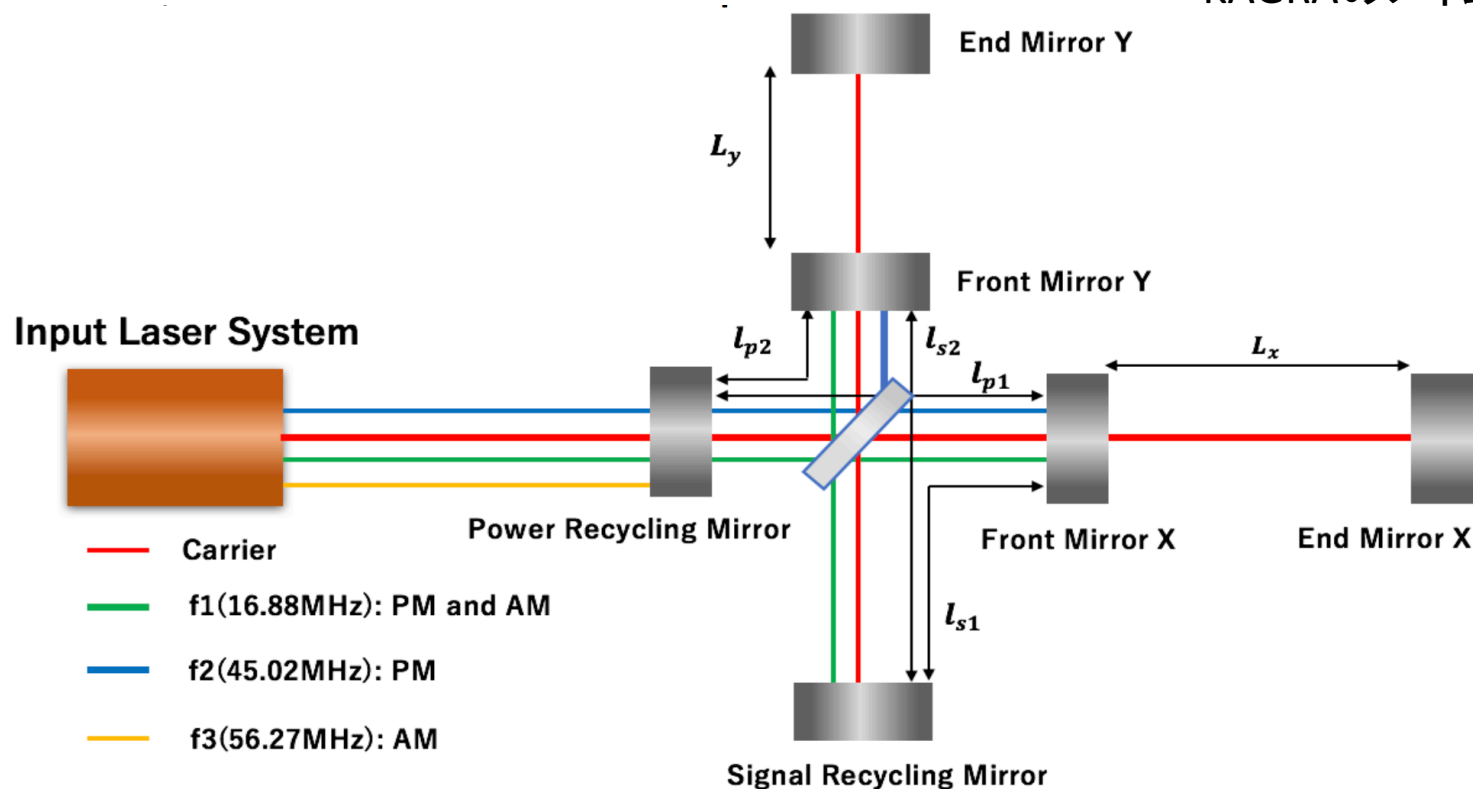 End Mirror Y
L_y
Front Mirror Y
Input Laser System
l_p2
l_s2
l_p1
L_x
Power Recycling Mirror
Front Mirror X
End Mirror X
Carrier
f1(16.88MHz): PM and AM
l_s1
f2(45.02MHz): PM
f3(56.27MHz): AM
Signal Recycling Mirror